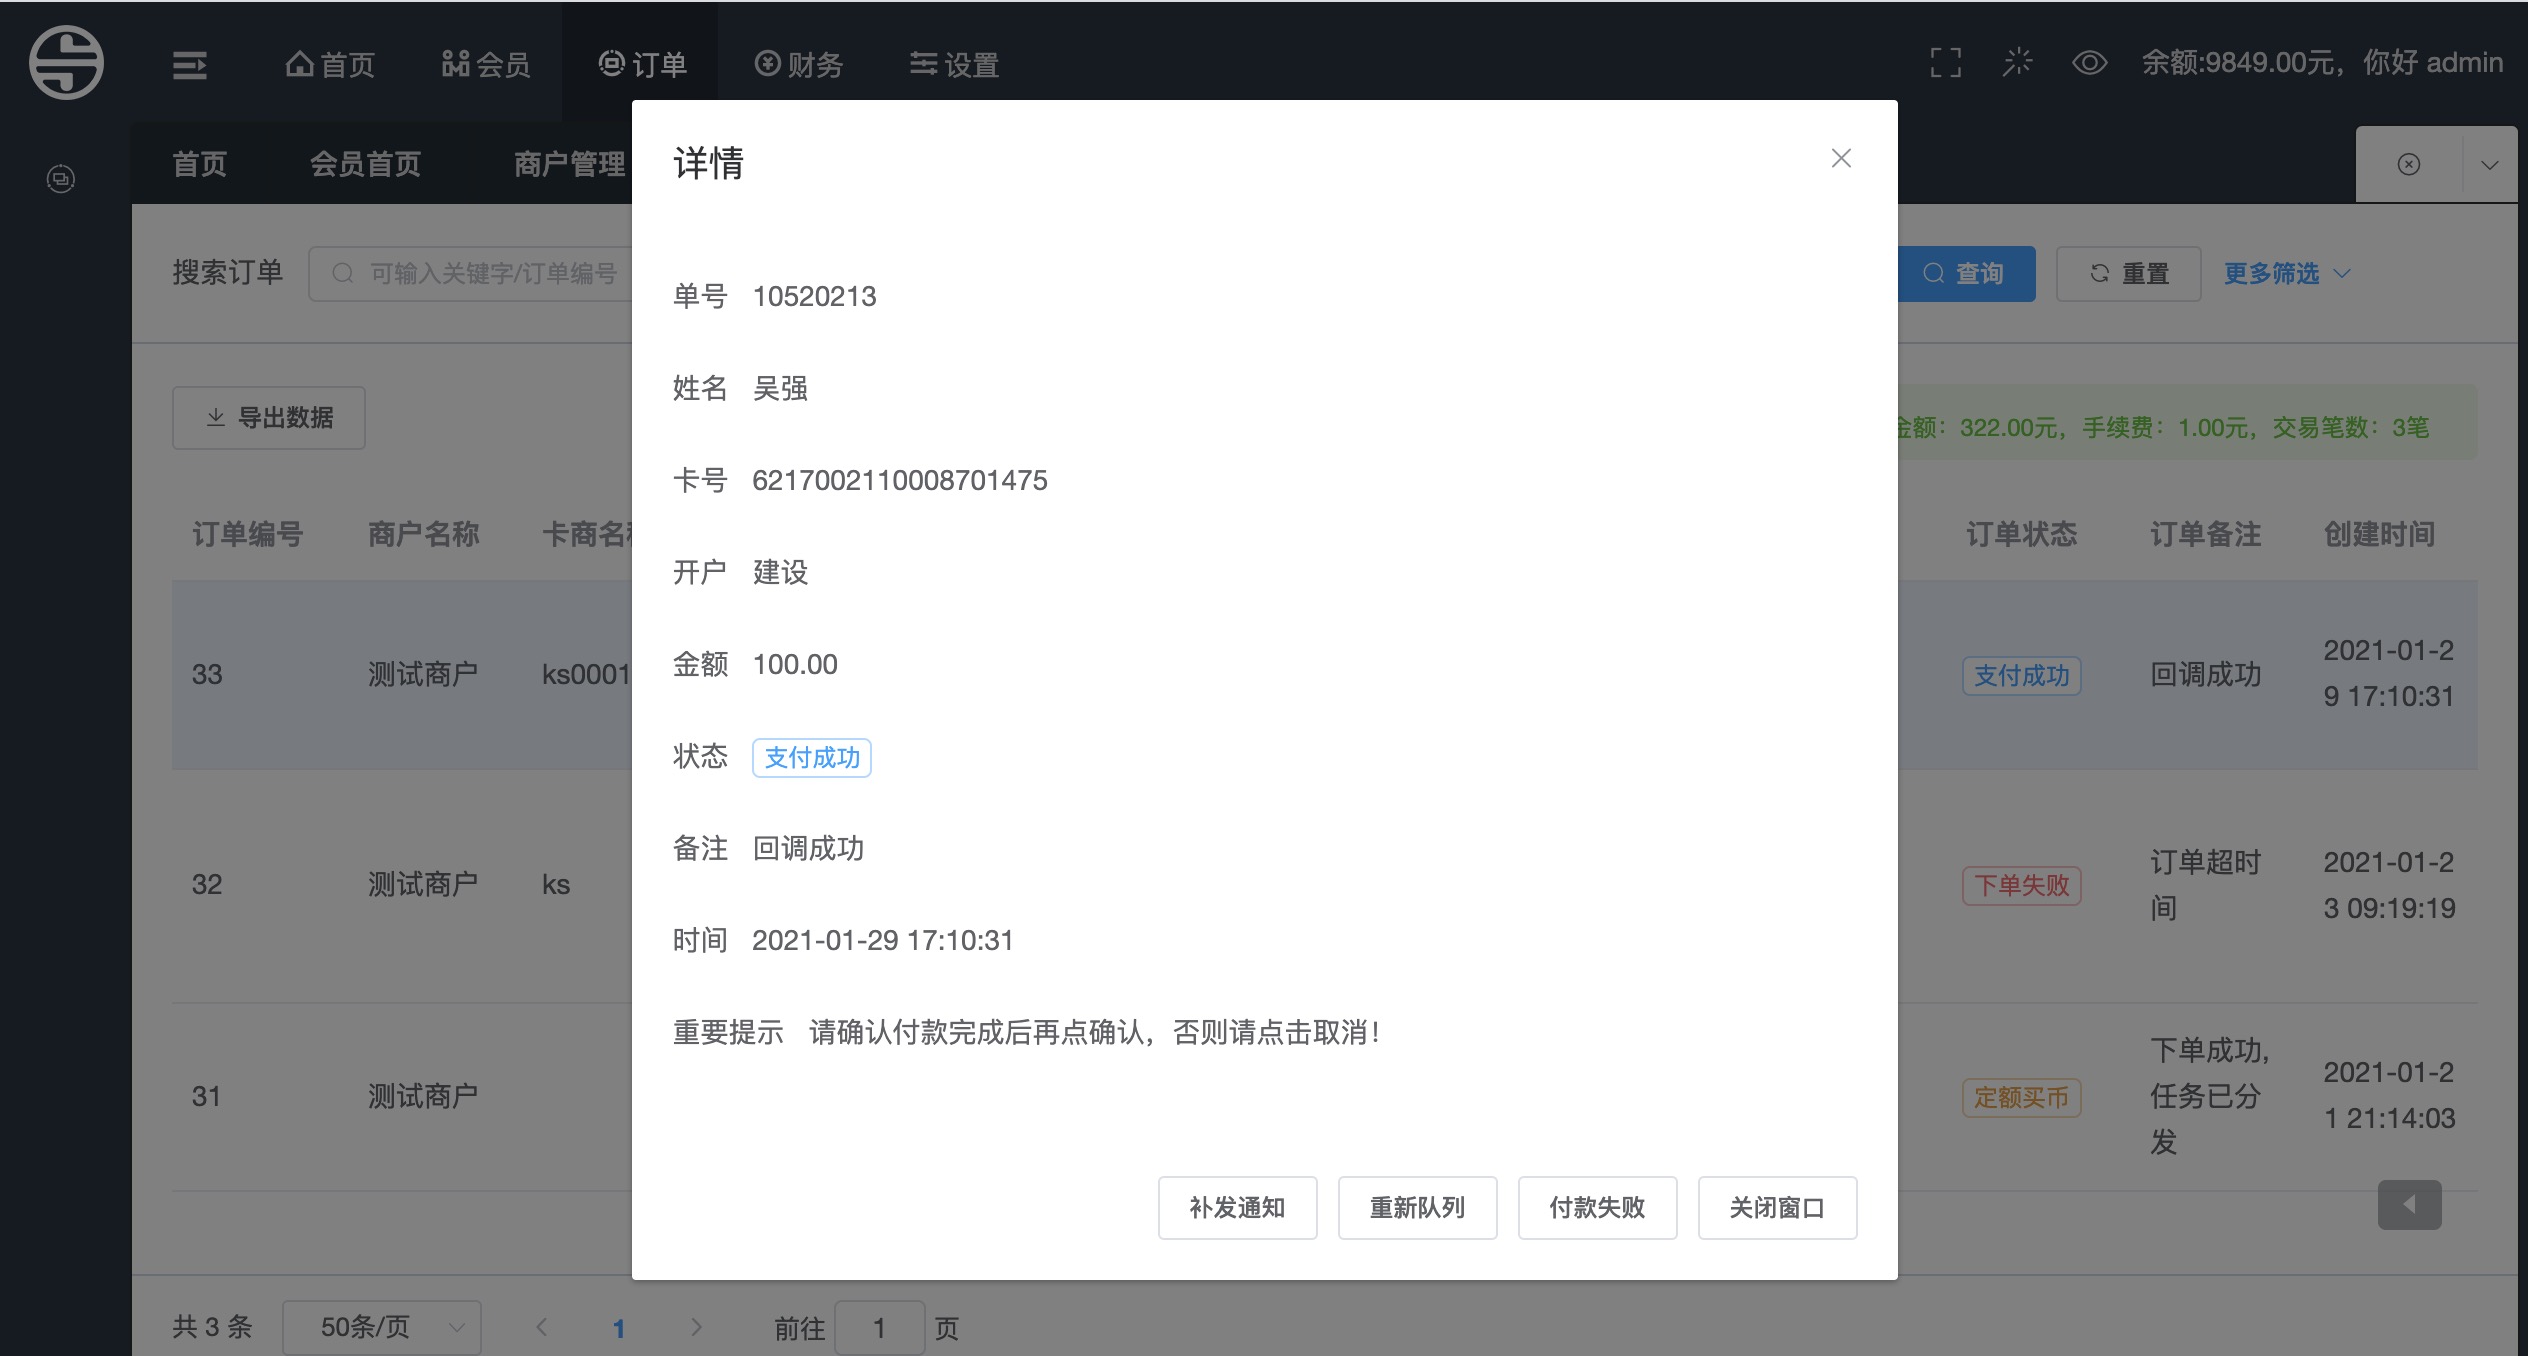 首页 会员 订单 财务 设置 余额:9849.00元，你好 admin
首页 会员首页 商户管理
详情
搜索订单 可输入关键字/订单编号 查询 重置 更多筛选
单号 10520213
姓名 吴强
导出数据
金额：322.00元，手续费：1.00元，交易笔数：3笔
卡号 6217002110008701475
订单编号 商户名称 卡商名称 订单状态 订单备注 创建时间
开户 建设
金额 100.00
33 测试商户 ks0001 支付成功 回调成功 2021-01-2
9 17:10:31
状态 支付成功
备注 回调成功
32 测试商户 ks 下单失败 订单超时
间 2021-01-2
3 09:19:19
时间 2021-01-29 17:10:31
重要提示 请确认付款完成后再点确认，否则请点击取消！
31 测试商户 定额买币 下单成功,
任务已分
发 2021-01-2
1 21:14:03
补发通知 重新队列 付款失败 关闭窗口
共 3 条 50条/页 1 前往 1 页